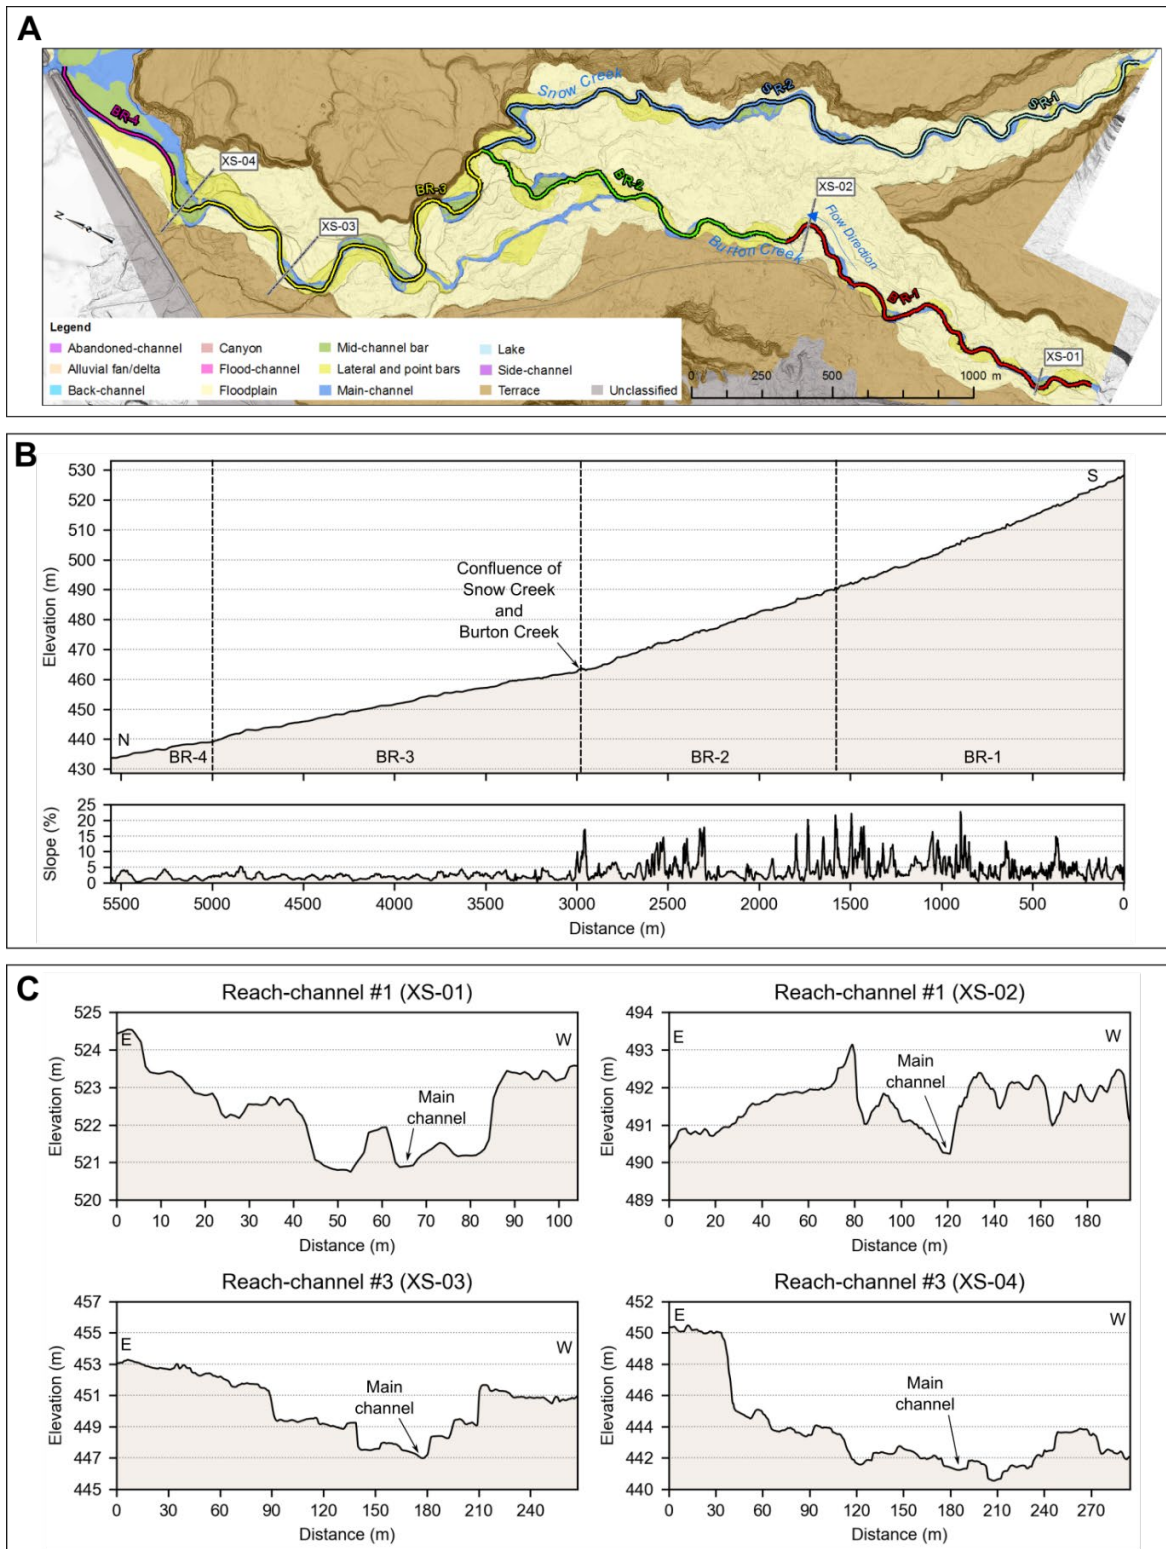 A
Snow Creek
SR-2
SR-1
BR-4
XS-04
BR-3
BR-2
XS-02
XS-03
Flow Direction
Burton Creek
BR-1
XS-01
N
Legend
Abandoned-channel
Canyon
Mid-channel bar
Lake
Alluvial fan/delta
Flood-channel
Lateral and point bars
Side-channel
Back-channel
Floodplain
Main-channel
Terrace
Unclassified
0 250 500 1000 m
B
Elevation (m)
530
520
510
500
490
480
470
460
450
440
430
S
Confluence of
Snow Creek
and
Burton Creek
N
BR-4 BR-3 BR-2 BR-1
Slope (%)
25
20
15
10
5
0
5500 5000 4500 4000 3500 3000 2500 2000 1500 1000 500 0
Distance (m)
C
Reach-channel #1 (XS-01)
Elevation (m)
525
524
523
522
521
520
E
W
Main
channel
0 10 20 30 40 50 60 70 80 90 100
Distance (m)
Reach-channel #1 (XS-02)
Elevation (m)
494
493
492
491
490
489
E
W
Main
channel
0 20 40 60 80 100 120 140 160 180
Distance (m)
Reach-channel #3 (XS-03)
Elevation (m)
457
455
453
451
449
447
445
E
W
Main
channel
0 30 60 90 120 150 180 210 240
Distance (m)
Reach-channel #3 (XS-04)
Elevation (m)
452
450
448
446
444
442
440
E
W
Main
channel
0 30 60 90 120 150 180 210 240 270
Distance (m)